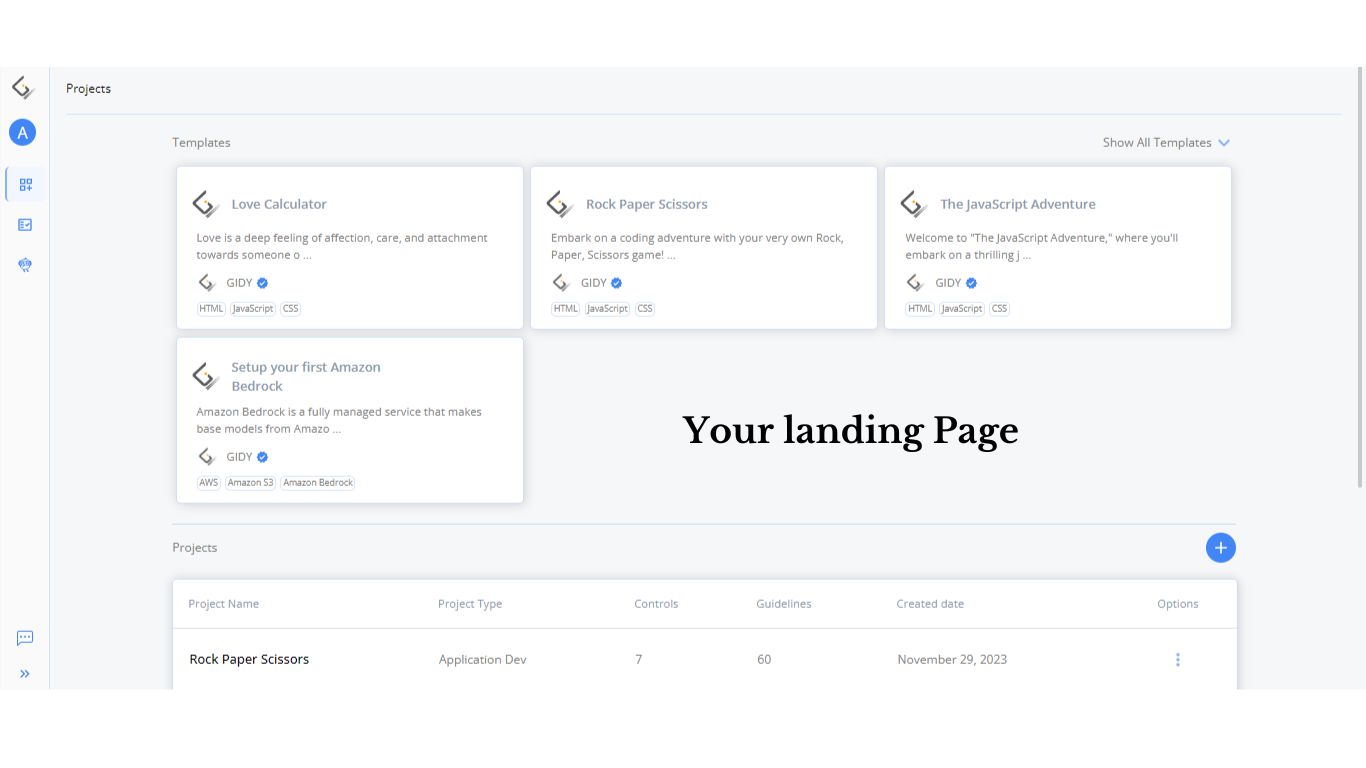 Projects
A
Templates
Show All Templates
Love Calculator
Love is a deep feeling of affection, care, and attachment
towards someone o ...
GIDY
HTML JavaScript CSS
Rock Paper Scissors
Embark on a coding adventure with your very own Rock,
Paper, Scissors game! ...
GIDY
HTML JavaScript CSS
The JavaScript Adventure
Welcome to "The JavaScript Adventure," where you'll
embark on a thrilling j ...
GIDY
HTML JavaScript CSS
Setup your first Amazon
Bedrock
Amazon Bedrock is a fully managed service that makes
base models from Amazo ...
GIDY
AWS Amazon S3 Amazon Bedrock
Your landing Page
Projects
Project Name Project Type Controls Guidelines Created date Options
Rock Paper Scissors Application Dev 7 60 November 29, 2023